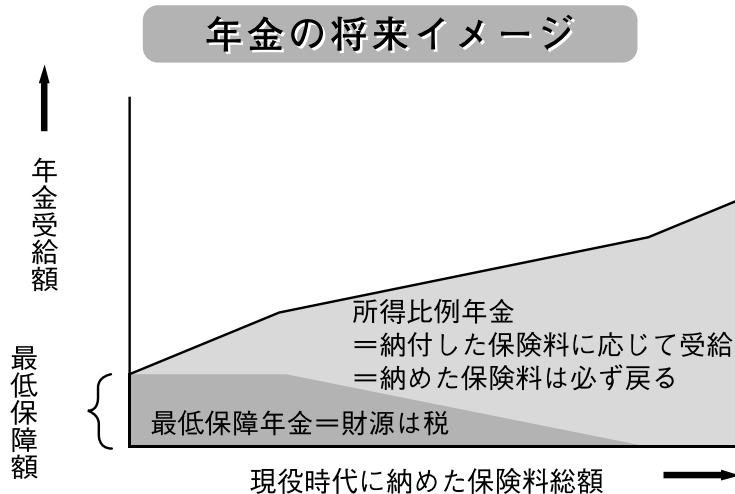 年金の将来イメージ
年金受給額
所得比例年金
＝納付した保険料に応じて受給
＝納めた保険料は必ず戻る
最低保障額
最低保障年金＝財源は税
現役時代に納めた保険料総額